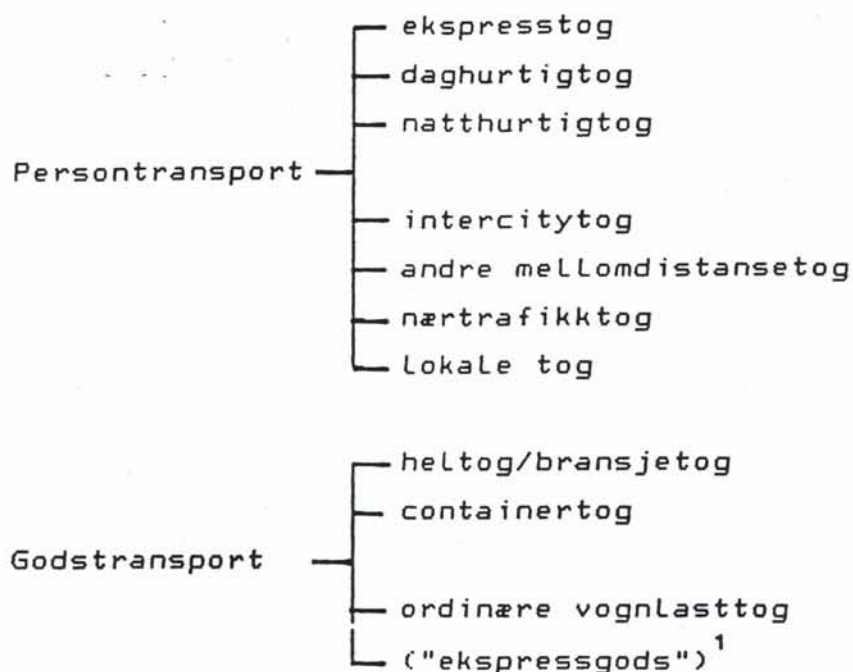 ekspresstog
daghurtigtog
natthurtigtog
Persontransport
intercitytog
andre mellomdistansetog
nærtrafikktog
lokale tog
heltog/bransjetog
containertog
Godstransport
ordinære vognlasttog
("ekspressgods")¹